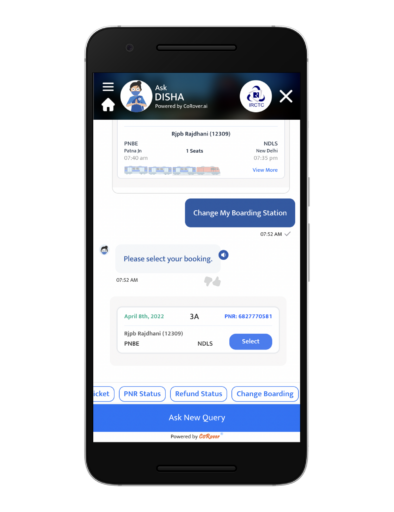 Ask
DISHA
Powered by CoRover.ai
IRCTC
Rjpb Rajdhani (12309)
PNBE
NDLS
Patna Jn
1 Seats
New Delhi
07:40 am
07:35 pm
View More
Change My Boarding Station
07:52 AM
Please select your booking.
07:52 AM
April 8th, 2022
3A
PNR: 6827770581
Rjpb Rajdhani (12309)
PNBE
NDLS
Select
icket
PNR Status
Refund Status
Change Boarding
Ask New Query
Powered by CoRover